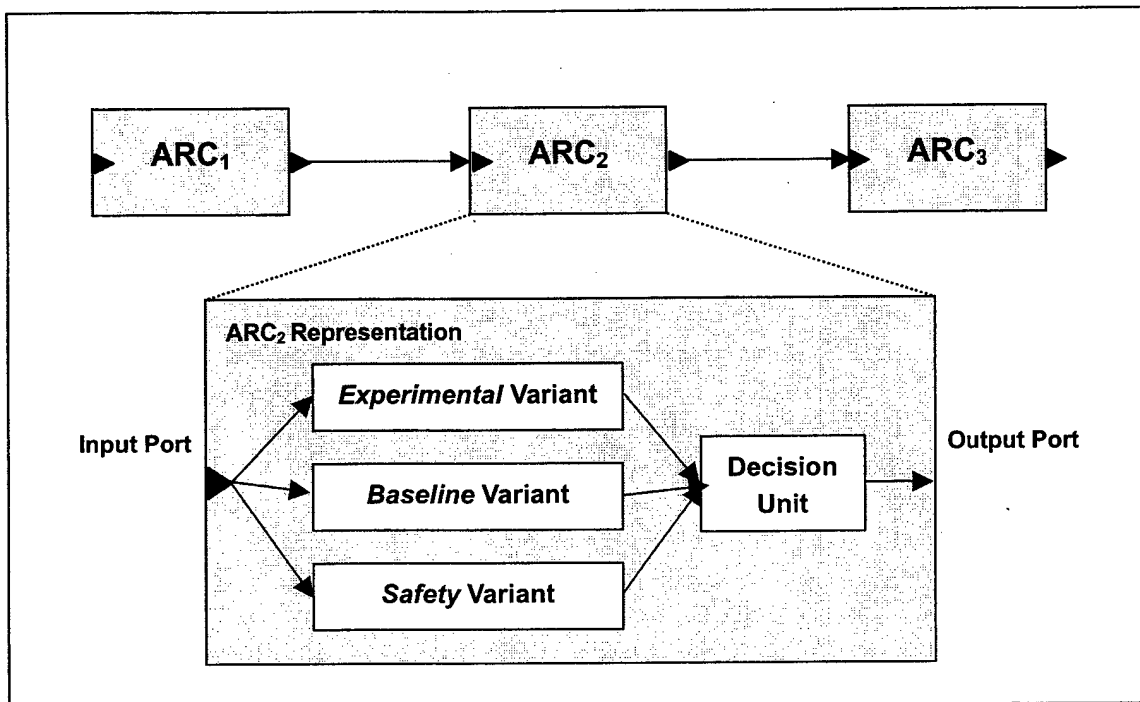 ARC₁
ARC₂
ARC₃
ARC₂ Representation
Experimental Variant
Input Port
Output Port
Baseline Variant
Decision
Unit
Safety Variant